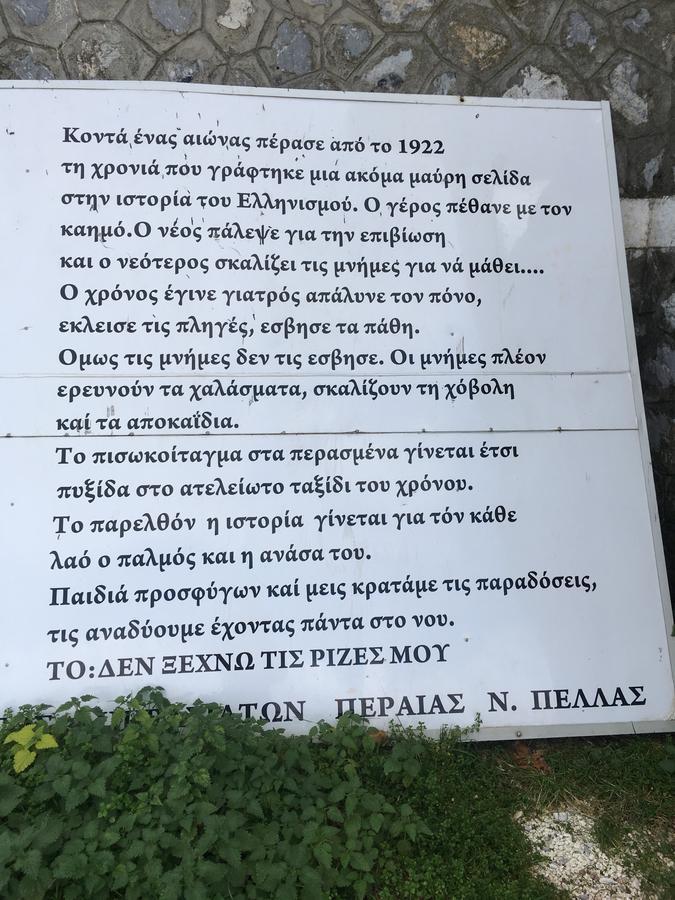 Κοντά ένας αιώνας πέρασε από το 1922
τη χρονιά που γράφτηκε μια ακόμα μαύρη σελίδα
στην ιστορία του Ελληνισμού. Ο γέρος πέθανε με τον
καημό.Ο νέος πάλεψε για την επιβίωση
και ο νεότερος σκαλίζει τις μνήμες για νά μάθει....
Ο χρόνος έγινε γιατρός απάλυνε τον πόνο,
εκλεισε τις πληγές, εσβησε τα πάθη.
Ομως τις μνήμες δεν τις εσβησε. Οι μνήμες πλέον
ερευνούν τα χαλάσματα, σκαλίζουν τη χόβολη
καί τα αποκαΐδια.
Το πισωκοίταγμα στα περασμένα γίνεται έτσι
πυξίδα στο ατελείωτο ταξίδι του χρόνου.
Το παρελθόν η ιστορία γίνεται για τόν κάθε
λαό ο παλμός και η ανάσα του.
Παιδιά προσφύγων καί μεις κρατάμε τις παραδόσεις,
τις αναδύουμε έχοντας πάντα στο νου.
ΤΟ:ΔΕΝ ΞΕΧΝΩ ΤΙΣ ΡΙΖΕΣ ΜΟΥ
ΠΕΡΑΙΑΣ Ν. ΠΕΛΛΑΣ